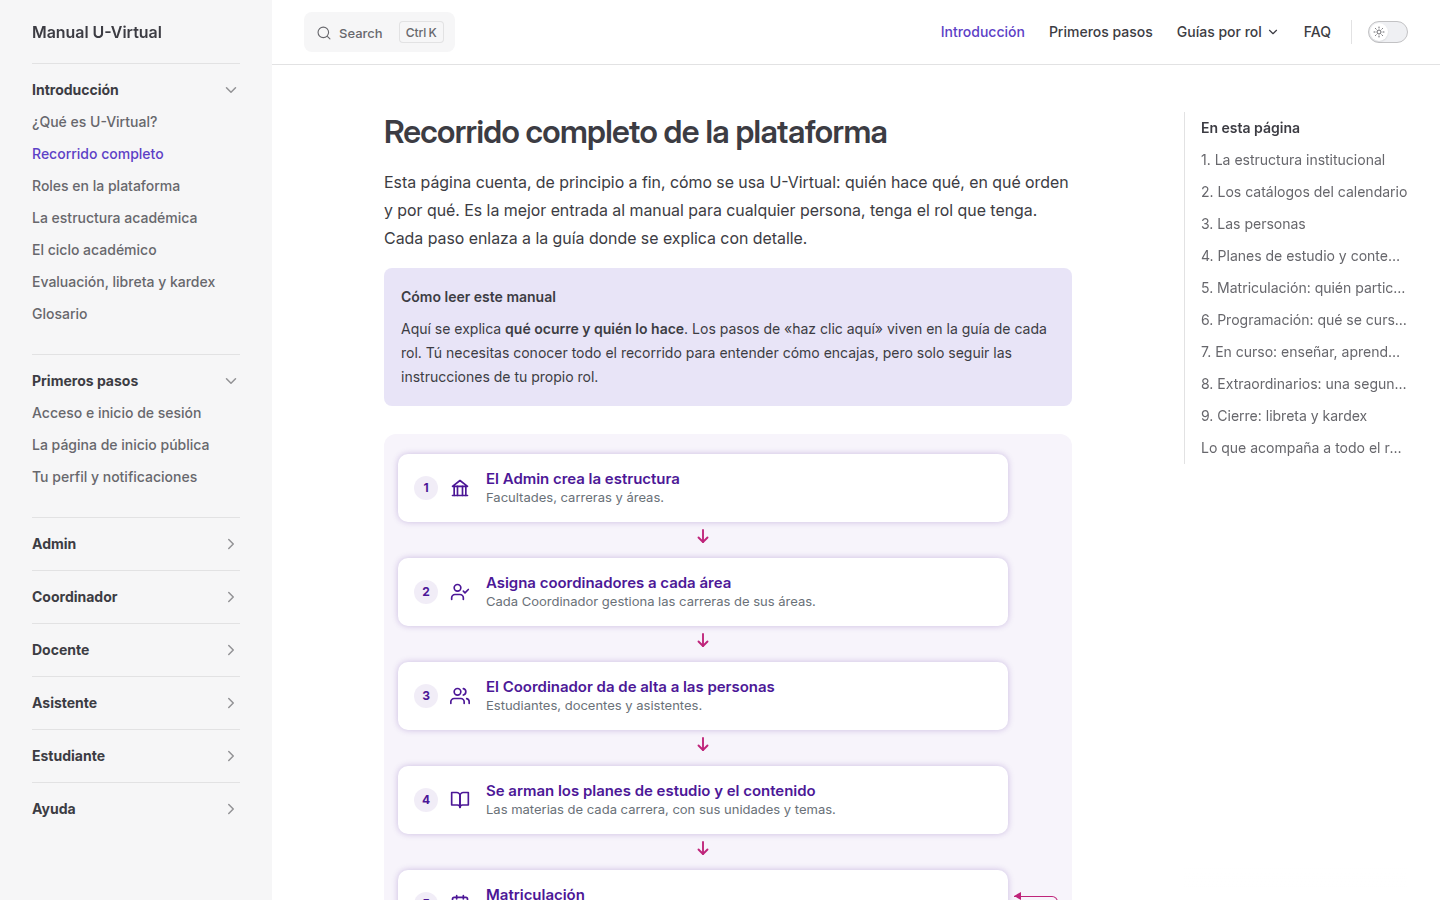 Manual U-Virtual
Search
Ctrl K
Introducción
Primeros pasos
Guías por rol
FAQ
Introducción
¿Qué es U-Virtual?
Recorrido completo
Roles en la plataforma
La estructura académica
El ciclo académico
Evaluación, libreta y kardex
Glosario
Primeros pasos
Acceso e inicio de sesión
La página de inicio pública
Tu perfil y notificaciones
Admin
Coordinador
Docente
Asistente
Estudiante
Ayuda
Recorrido completo de la plataforma
Esta página cuenta, de principio a fin, cómo se usa U-Virtual: quién hace qué, en qué orden
y por qué. Es la mejor entrada al manual para cualquier persona, tenga el rol que tenga.
Cada paso enlaza a la guía donde se explica con detalle.
Cómo leer este manual
Aquí se explica qué ocurre y quién lo hace. Los pasos de «haz clic aquí» viven en la guía de cada
rol. Tú necesitas conocer todo el recorrido para entender cómo encajas, pero solo seguir las
instrucciones de tu propio rol.
1
El Admin crea la estructura
Facultades, carreras y áreas.
2
Asigna coordinadores a cada área
Cada Coordinador gestiona las carreras de sus áreas.
3
El Coordinador da de alta a las personas
Estudiantes, docentes y asistentes.
4
Se arman los planes de estudio y el contenido
Las materias de cada carrera, con sus unidades y temas.
Matriculación
En esta página
1. La estructura institucional
2. Los catálogos del calendario
3. Las personas
4. Planes de estudio y conte...
5. Matriculación: quién partic...
6. Programación: qué se curs...
7. En curso: enseñar, aprend...
8. Extraordinarios: una segun...
9. Cierre: libreta y kardex
Lo que acompaña a todo el r...